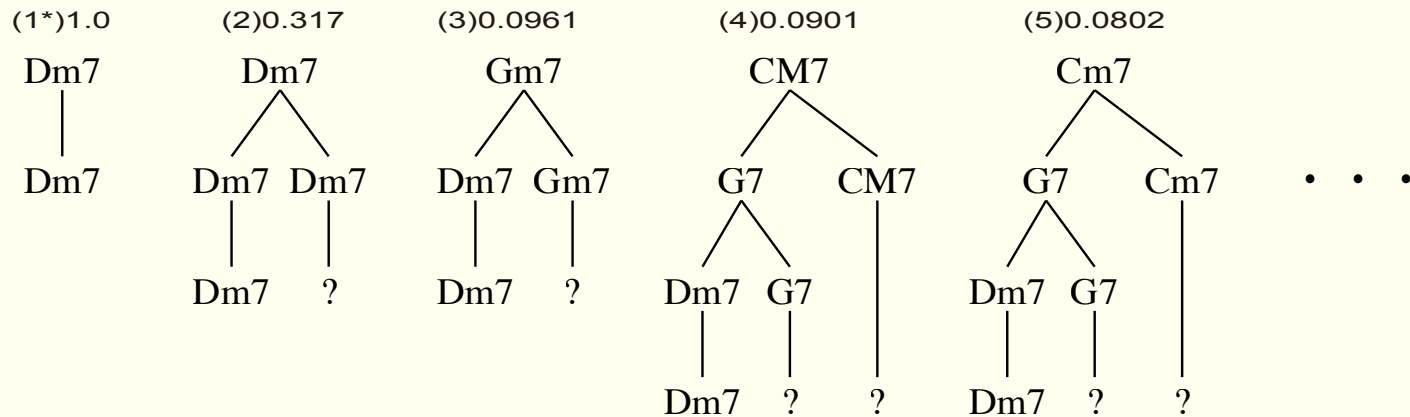 (1*)1.0 (2)0.317 (3)0.0961 (4)0.0901 (5)0.0802
Dm7 Dm7 Gm7 CM7 Cm7
Dm7 Dm7 Dm7 Dm7 Gm7 G7 CM7 G7 Cm7 • • •
Dm7 ? Dm7 ? Dm7 G7 Dm7 G7
Dm7 ? ? Dm7 ? ?